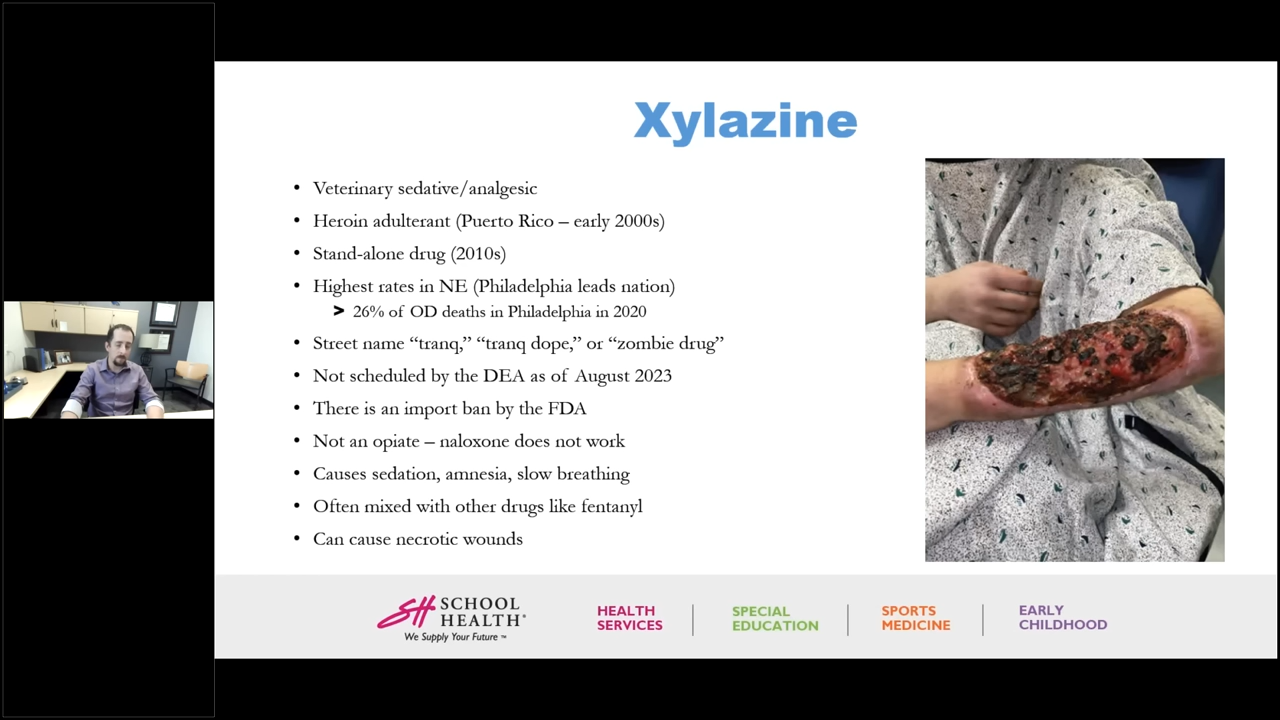 Xylazine
• Veterinary sedative/analgesic
• Heroin adulterant (Puerto Rico – early 2000s)
• Stand-alone drug (2010s)
• Highest rates in NE (Philadelphia leads nation)
➢ 26% of OD deaths in Philadelphia in 2020
• Street name “tranq,” “tranq dope,” or “zombie drug”
• Not scheduled by the DEA as of August 2023
• There is an import ban by the FDA
• Not an opiate – naloxone does not work
• Causes sedation, amnesia, slow breathing
• Often mixed with other drugs like fentanyl
• Can cause necrotic wounds
SH SCHOOL
HEALTH®
We Supply Your Future ™
HEALTH
SERVICES
SPECIAL
EDUCATION
SPORTS
MEDICINE
EARLY
CHILDHOOD